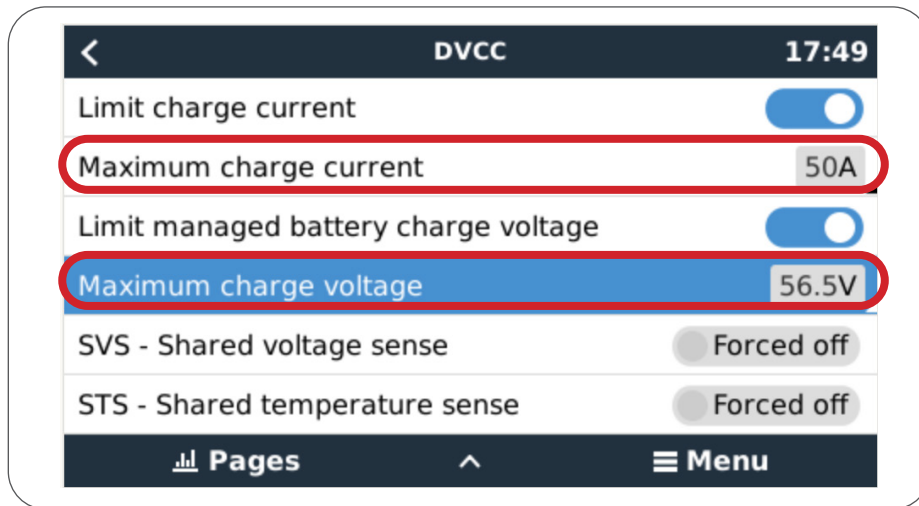 DVCC 17:49
Limit charge current
Maximum charge current 50A
Limit managed battery charge voltage
Maximum charge voltage 56.5V
SVS - Shared voltage sense Forced off
STS - Shared temperature sense Forced off
Pages Menu